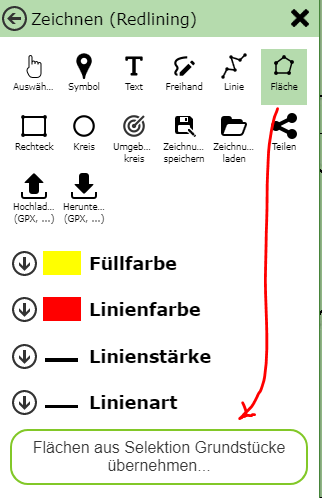 Zeichnen (Redlining)
Auswäh... Symbol Text Freihand Linie Fläche
Rechteck Kreis Umgeb... kreis Zeichnu... speichern Zeichnu... laden Teilen
Hochlad... (GPX, ...) Herunte... (GPX, ...)
Füllfarbe
Linienfarbe
Linienstärke
Linienart
Flächen aus Selektion Grundstücke
übernehmen...